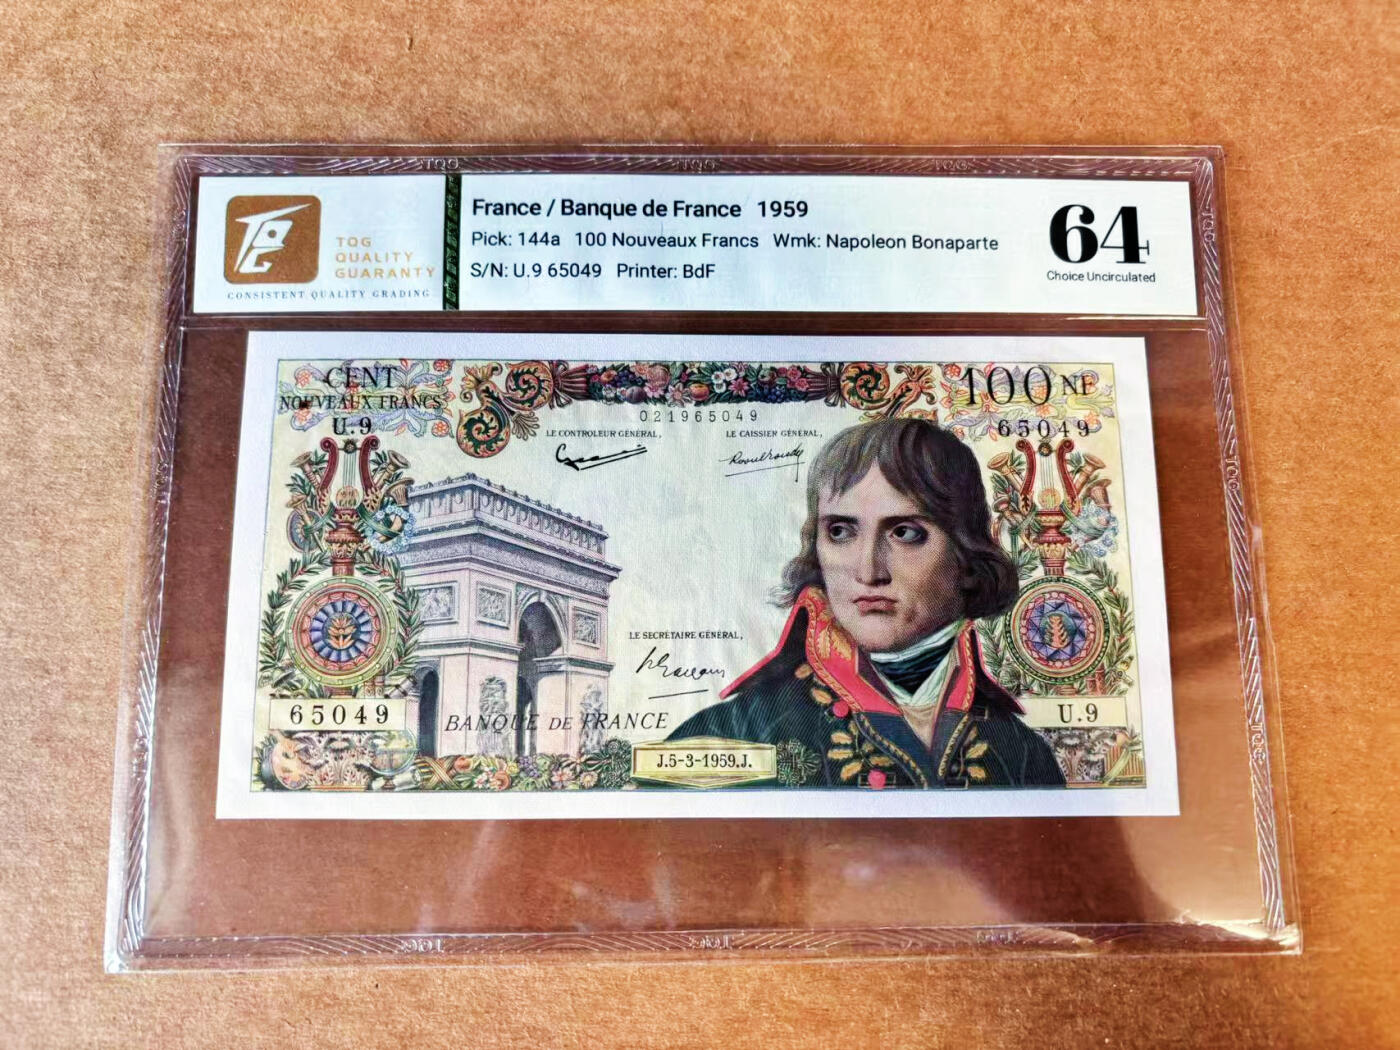 TQG
QUALITY
GUARANTY
CONSISTENT QUALITY GRADING
France / Banque de France 1959
Pick: 144a 100 Nouveaux Francs Wmk: Napoleon Bonaparte
S/N: U.9 65049 Printer: BdF
64
Choice Uncirculated
CENT
NOUVEAUX FRANCS
U.9
021965049
100 NF
65049
LE CONTROLEUR GÉNÉRAL,
LE CAISSIER GÉNÉRAL,
LE SECRÉTAIRE GÉNÉRAL,
65049
BANQUE DE FRANCE
U.9
J.5-3-1959.J.